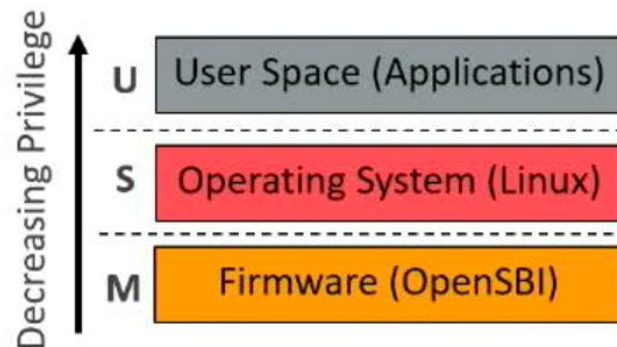 Decreasing Privilege
U
User Space (Applications)
S
Operating System (Linux)
M
Firmware (OpenSBI)